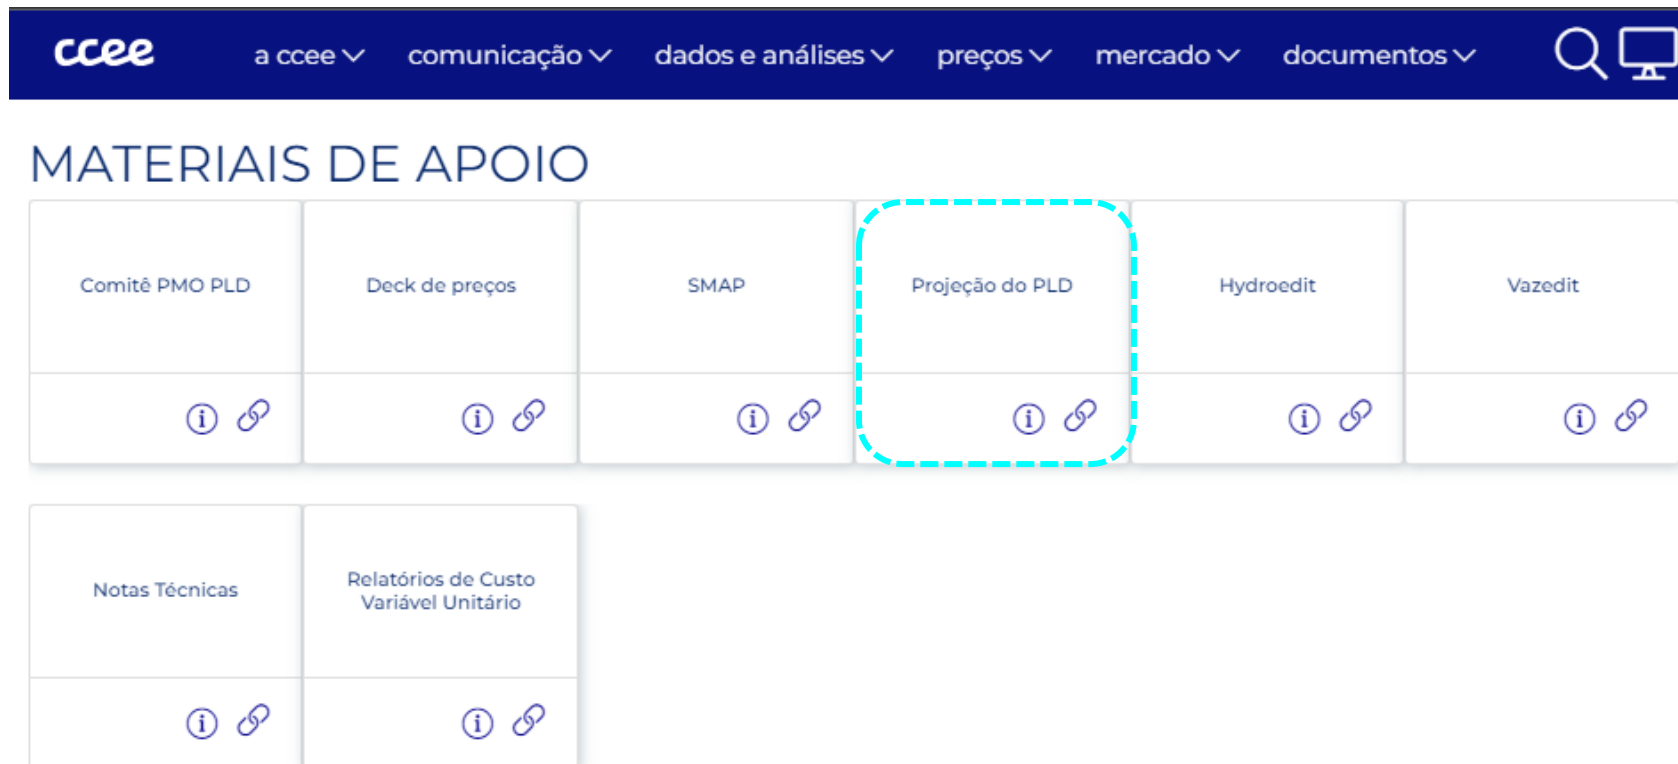 ccee a ccee comunicação dados e análises preços mercado documentos
MATERIAIS DE APOIO
Comitê PMO PLD
Deck de preços
SMAP
Projeção do PLD
Hydroedit
Vazedit
Notas Técnicas
Relatórios de Custo
Variável Unitário